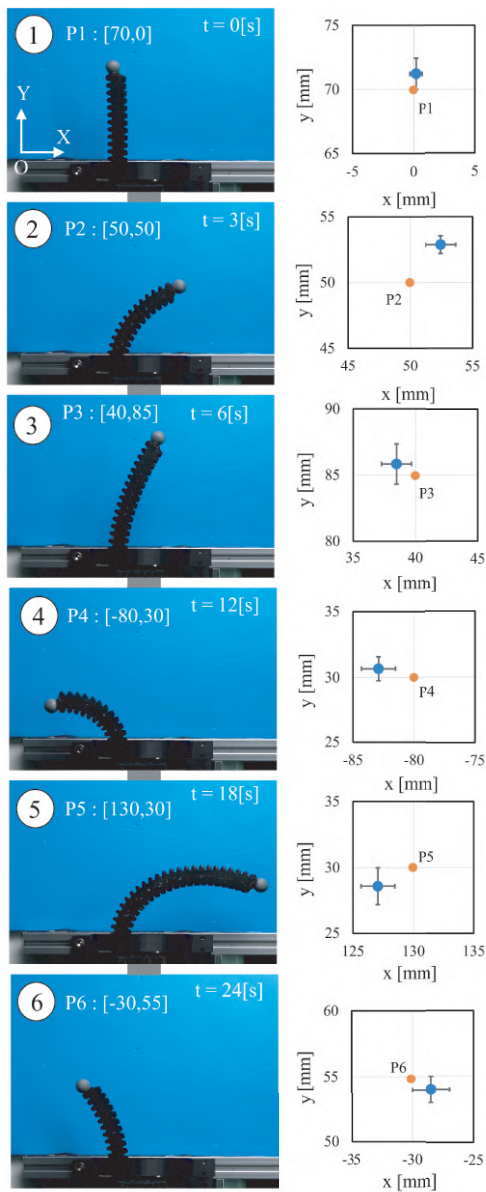 1 P1 : [70,0] t = 0[s]
Y
X
O
75
70
65
y [mm]
P1
-5 0 5
x [mm]
2 P2 : [50,50] t = 3[s]
55
50
45
y [mm]
P2
45 50 55
x [mm]
3 P3 : [40,85] t = 6[s]
90
85
80
y [mm]
P3
35 40 45
x [mm]
4 P4 : [-80,30] t = 12[s]
35
30
25
y [mm]
P4
-85 -80 -75
x [mm]
5 P5 : [130,30] t = 18[s]
35
30
25
y [mm]
P5
125 130 135
x [mm]
6 P6 : [-30,55] t = 24[s]
60
55
50
y [mm]
P6
-35 -30 -25
x [mm]